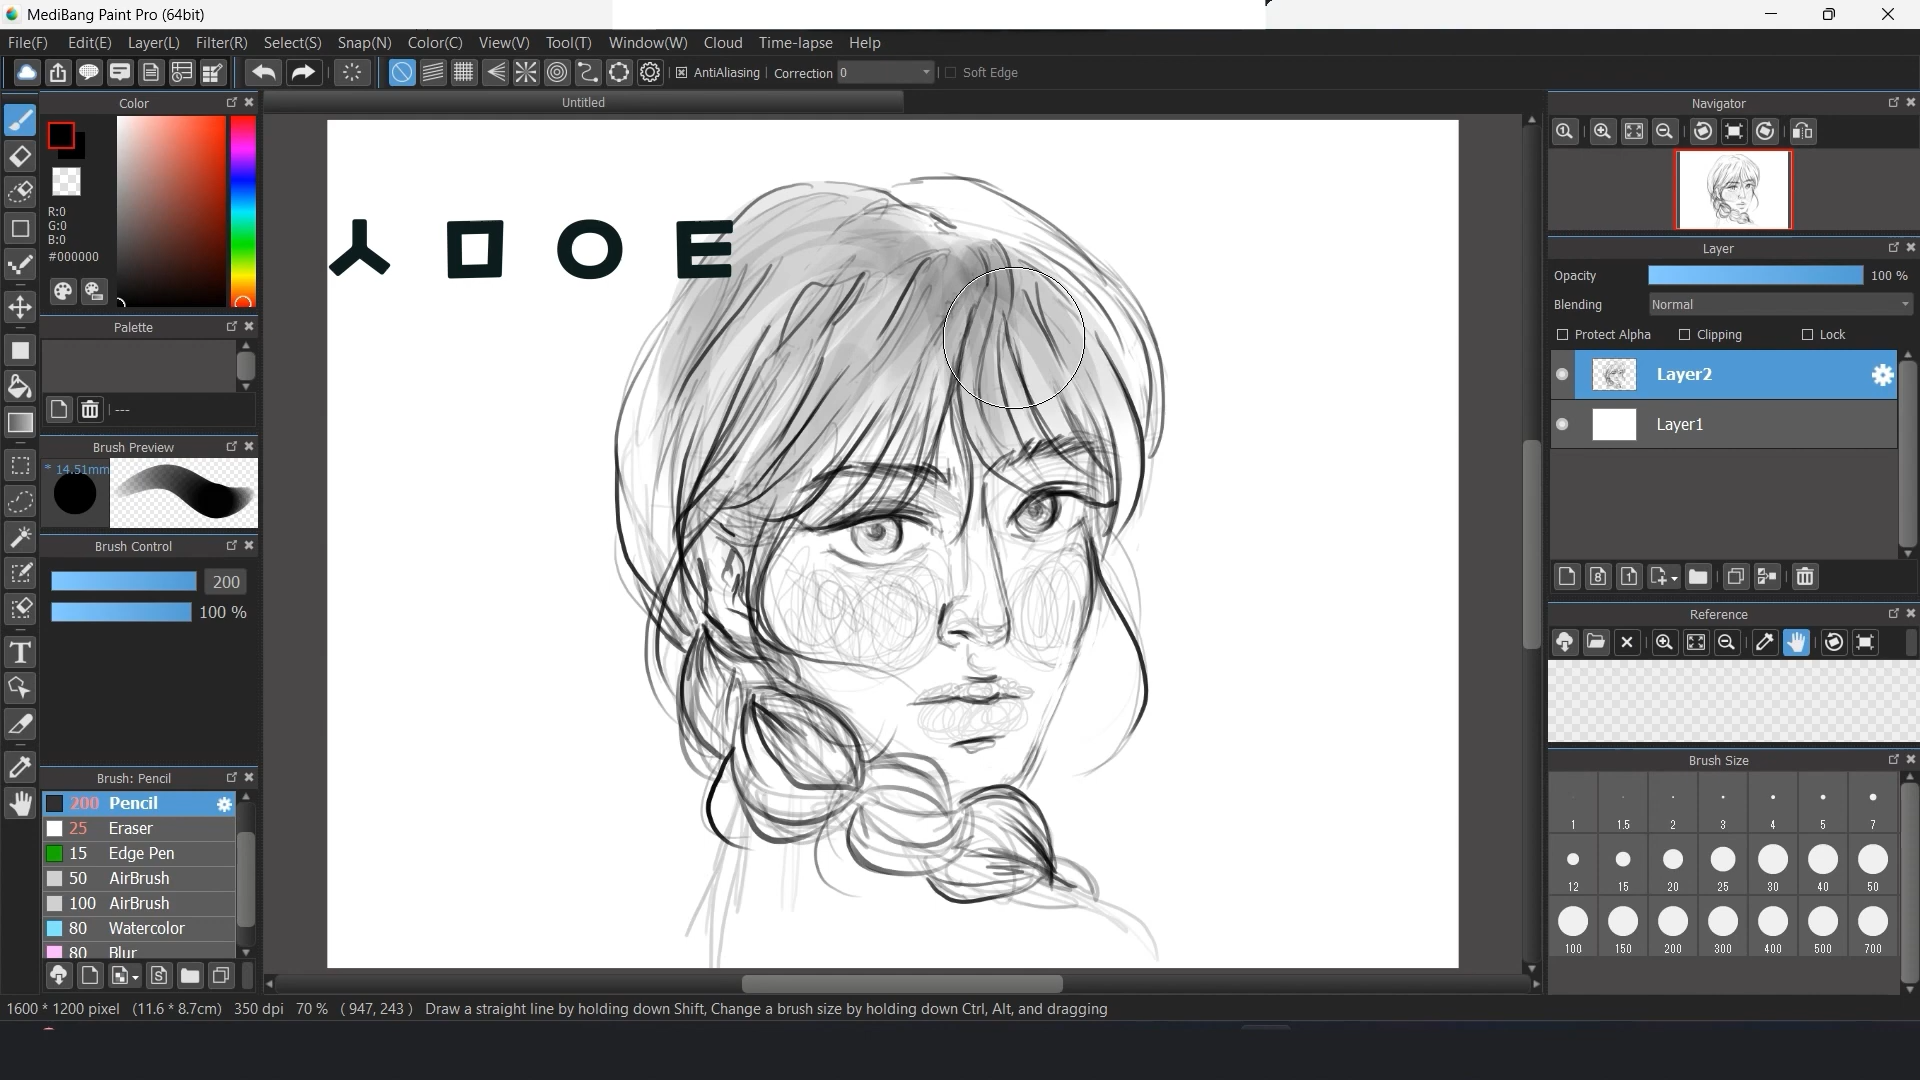 MediBang Paint Pro (64bit)
File(F) Edit(E) Layer(L) Filter(R) Select(S) Snap(N) Color(C) View(V) Tool(T) Window(W) Cloud Time-lapse Help
AntiAliasing Correction 0 Soft Edge
Color
Untitled
Navigator
R:0
G:0
B:0
#000000
ㅅ ㅁ ㅇ ㅌ
Layer
Opacity 100 %
Blending Normal
Protect Alpha Clipping Lock
Layer2
Layer1
Palette
---
Brush Preview
* 14.51mm
Brush Control
200
100 %
Reference
Brush Size
1 1.5 2 3 4 5 7
12 15 20 25 30 40 50
100 150 200 300 400 500 700
Brush: Pencil
200 Pencil
25 Eraser
15 Edge Pen
50 AirBrush
100 AirBrush
80 Watercolor
80 Blur
1600 * 1200 pixel (11.6 * 8.7cm) 350 dpi 70 % ( 947, 243 ) Draw a straight line by holding down Shift, Change a brush size by holding down Ctrl, Alt, and dragging